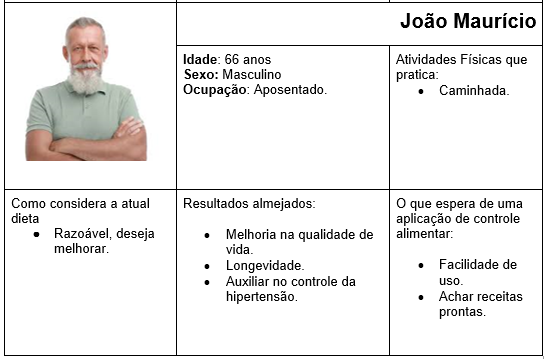 João Maurício
Idade: 66 anos
Sexo: Masculino
Ocupação: Aposentado.
Atividades Físicas que
pratica:
• Caminhada.
Como considera a atual
dieta
• Razoável, deseja
melhorar.
Resultados almejados:
• Melhoria na qualidade de
vida.
• Longevidade.
• Auxiliar no controle da
hipertensão.
O que espera de uma
aplicação de controle
alimentar:
• Facilidade de
uso.
• Achar receitas
prontas.